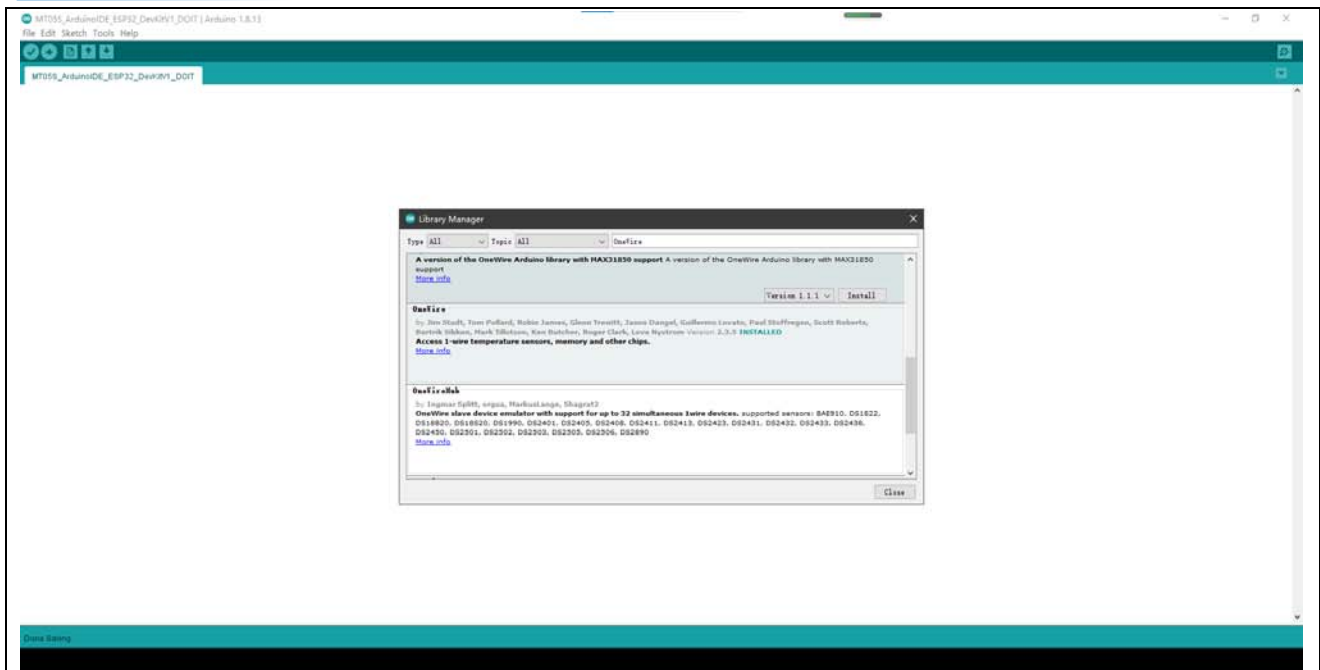 MT05S_ArduinoIDE_ESP32_DevKitV1_DOIT | Arduino 1.8.13
File Edit Sketch Tools Help
MT05S_ArduinoIDE_ESP32_DevKitV1_DOIT
Library Manager
Type All Topic All OneWire
A version of the OneWire Arduino library with MAX31850 support A version of the OneWire Arduino library with MAX31850
support
More info
Version 1.1.1 Install
OneWire
by Jim Studt, Tom Pollard, Robin James, Glenn Trewitt, Jason Dangel, Guillermo Lovato, Paul Stoffregen, Scott Roberts,
Bertrik Sikken, Mark Tillotson, Ken Butcher, Roger Clark, Love Nystrom Version 2.3.5 INSTALLED
Access 1-wire temperature sensors, memory and other chips.
More info
OneWireHub
by Ingmar Splitt, orgua, MarkusLange, Shagrat2
OneWire slave device emulator with support for up to 32 simultaneous 1wire devices. supported sensors: BAE910, DS1822,
DS18B20, DS18S20, DS1990, DS2401, DS2405, DS2408, DS2411, DS2413, DS2423, DS2431, DS2432, DS2433, DS2438,
DS2450, DS2501, DS2502, DS2503, DS2505, DS2506, DS2890
More info
Close
Done Saving.